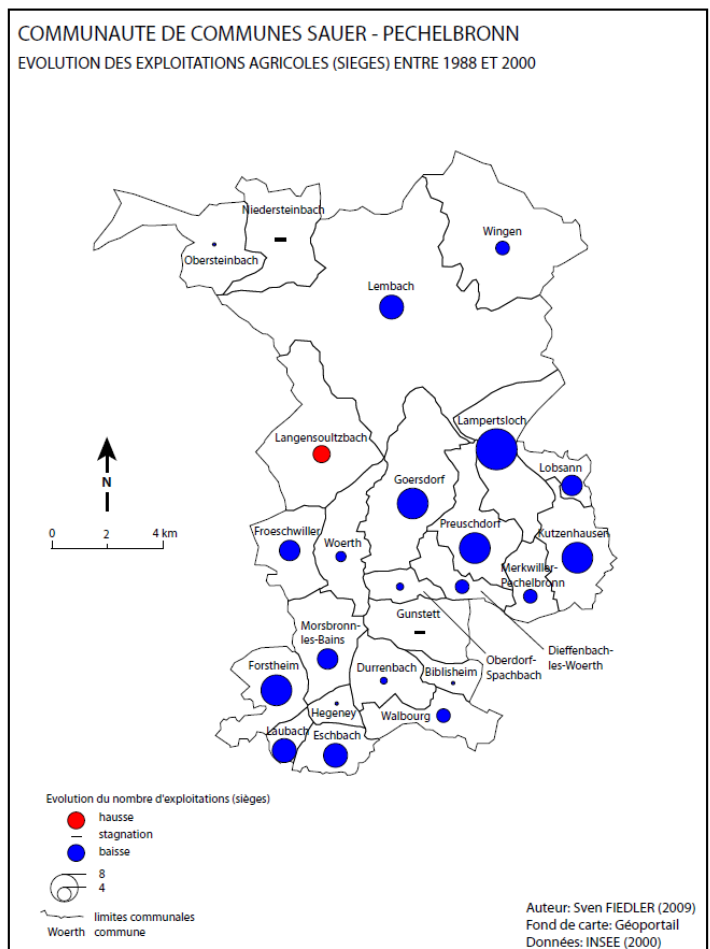 COMMUNAUTE DE COMMUNES SAUER - PECHELBRONN
EVOLUTION DES EXPLOITATIONS AGRICOLES (SIEGES) ENTRE 1988 ET 2000
Niedersteinbach
Wingen
Obersteinbach
Lembach
Lampertsloch
Langensoultzbach
Lobsann
N
Goersdorf
Preuschdorf
Kutzenhausen
Froeschwiller
0 2 4 km
Woerth
Merkwiller-
Pechelbronn
Gunstett
Morsbronn-
les-Bains
Dieffenbach-
les-Woerth
Oberdorf-
Spachbach
Forstheim
Durrenbach
Biblisheim
Hegeney
Walbourg
Laubach
Eschbach
Evolution du nombre d'exploitations (sièges)
hausse
stagnation
baisse
8
4
limites communales
Woerth commune
Auteur: Sven FIEDLER (2009)
Fond de carte: Géoportail
Données: INSEE (2000)